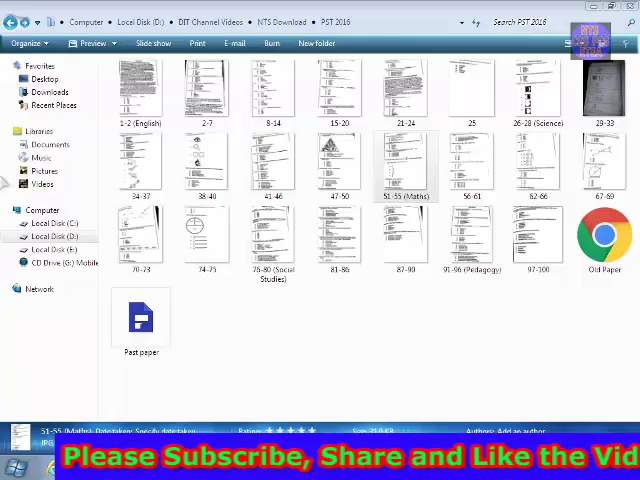 Computer ▸ Local Disk (D:) ▸ DIT Channel Videos ▸ NTS Download ▸ PST 2016
Search PST 2016
Organize Preview Slide show Print E-mail Burn New folder
Favorites
Desktop
Downloads
Recent Places
Libraries
Documents
Music
Pictures
Videos
Computer
Local Disk (C:)
Local Disk (D:)
Local Disk (E:)
CD Drive (G:) Mobile
Network
1-2 (English) 2-7 8-14 15-20 21-24 25 26-28 (Science) 29-33
34-37 38-40 41-46 47-50 51-55 (Maths) 56-61 62-66 67-69
70-73 74-75 76-80 (Social Studies) 81-86 87-90 91-96 (Pedagogy) 97-100 Old Paper
Past paper
51-55 (Maths) Date taken: Specify date taken
Authors: Add an author
JPG
Please Subscribe, Share and Like the Vid